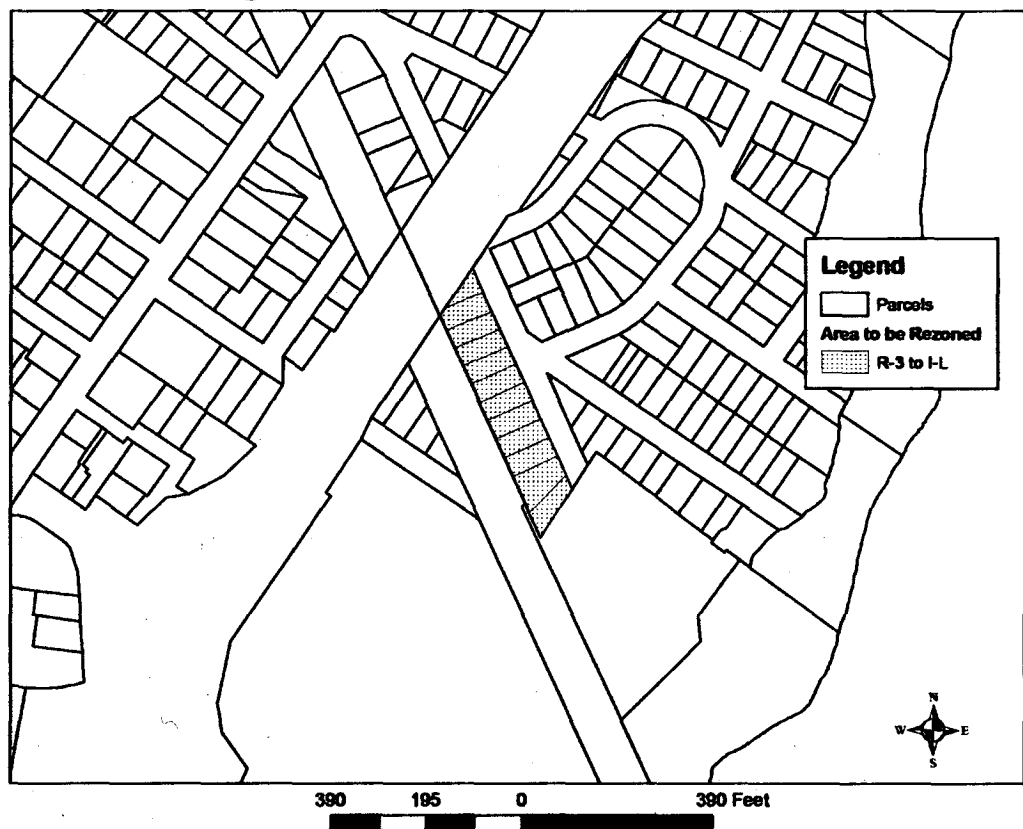 Legend
Parcels
Area to be Rezoned
R-3 to I-L
N
W E
S
390 195 0 390 Feet